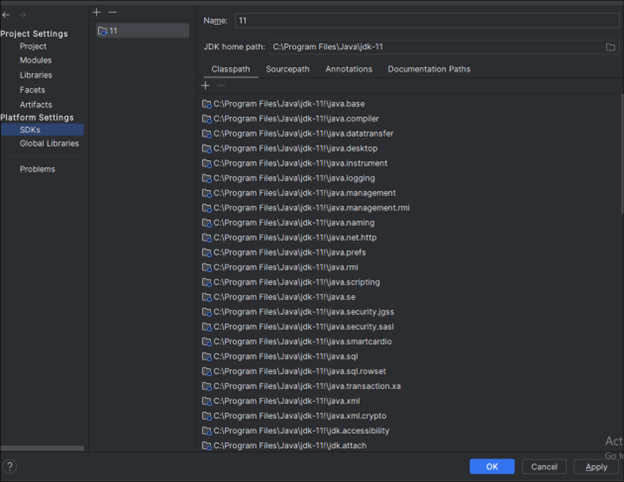 Project Settings
Project
Modules
Libraries
Facets
Artifacts
Platform Settings
SDKs
Global Libraries
Problems
11
Name: 11
JDK home path: C:\Program Files\Java\jdk-11
Classpath Sourcepath Annotations Documentation Paths
C:\Program Files\Java\jdk-11!\java.base
C:\Program Files\Java\jdk-11!\java.compiler
C:\Program Files\Java\jdk-11!\java.datatransfer
C:\Program Files\Java\jdk-11!\java.desktop
C:\Program Files\Java\jdk-11!\java.instrument
C:\Program Files\Java\jdk-11!\java.logging
C:\Program Files\Java\jdk-11!\java.management
C:\Program Files\Java\jdk-11!\java.management.rmi
C:\Program Files\Java\jdk-11!\java.naming
C:\Program Files\Java\jdk-11!\java.net.http
C:\Program Files\Java\jdk-11!\java.prefs
C:\Program Files\Java\jdk-11!\java.rmi
C:\Program Files\Java\jdk-11!\java.scripting
C:\Program Files\Java\jdk-11!\java.se
C:\Program Files\Java\jdk-11!\java.security.jgss
C:\Program Files\Java\jdk-11!\java.security.sasl
C:\Program Files\Java\jdk-11!\java.smartcardio
C:\Program Files\Java\jdk-11!\java.sql
C:\Program Files\Java\jdk-11!\java.sql.rowset
C:\Program Files\Java\jdk-11!\java.transaction.xa
C:\Program Files\Java\jdk-11!\java.xml
C:\Program Files\Java\jdk-11!\java.xml.crypto
C:\Program Files\Java\jdk-11!\jdk.accessibility
C:\Program Files\Java\jdk-11!\jdk.attach
Act
Go to
? OK Cancel Apply